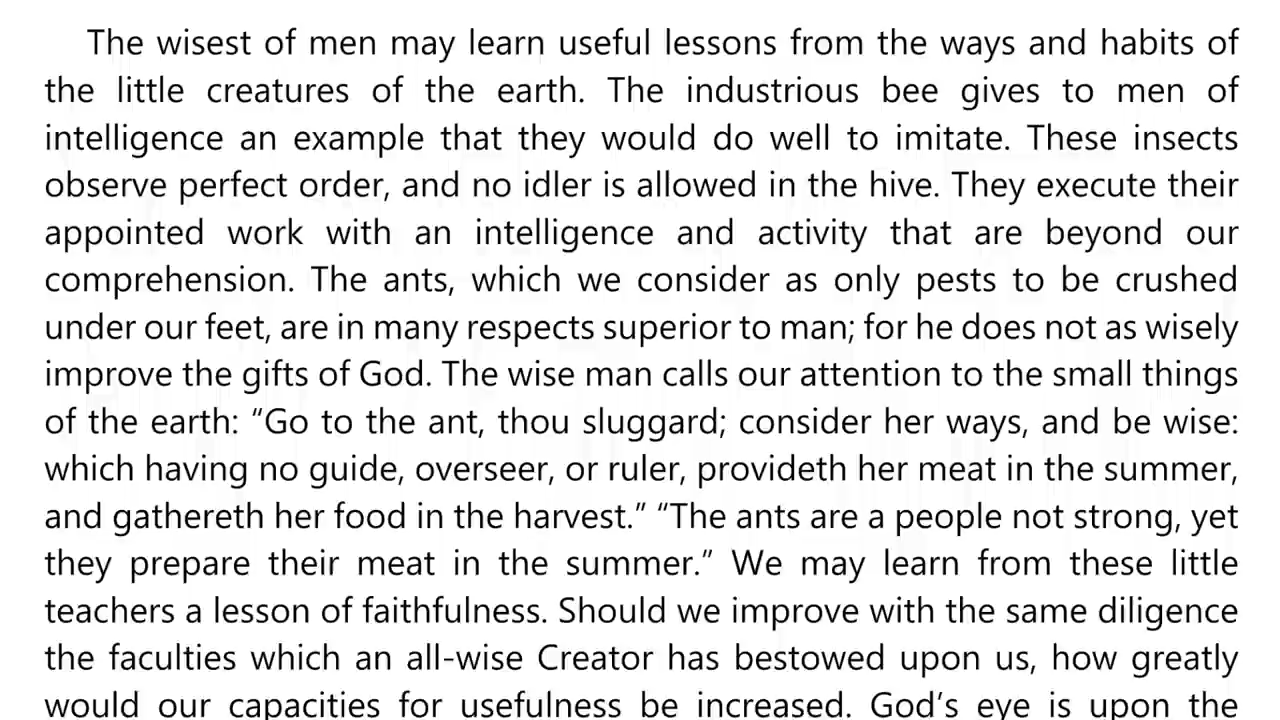 The wisest of men may learn useful lessons from the ways and habits of
the little creatures of the earth. The industrious bee gives to men of
intelligence an example that they would do well to imitate. These insects
observe perfect order, and no idler is allowed in the hive. They execute their
appointed work with an intelligence and activity that are beyond our
comprehension. The ants, which we consider as only pests to be crushed
under our feet, are in many respects superior to man; for he does not as wisely
improve the gifts of God. The wise man calls our attention to the small things
of the earth: “Go to the ant, thou sluggard; consider her ways, and be wise:
which having no guide, overseer, or ruler, provideth her meat in the summer,
and gathereth her food in the harvest.” “The ants are a people not strong, yet
they prepare their meat in the summer.” We may learn from these little
teachers a lesson of faithfulness. Should we improve with the same diligence
the faculties which an all-wise Creator has bestowed upon us, how greatly
would our capacities for usefulness be increased. God’s eye is upon the